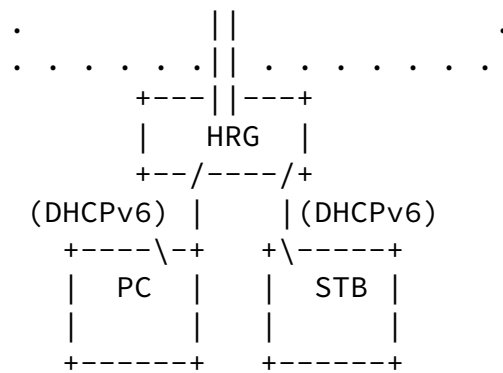 .             ||                   .
. . . . . . .|| . . . . . . . .
+---||---+
|   HRG  |
+--/----/+
(DHCPv6) |     |(DHCPv6)
+----\-+    +\-----+
|  PC  |    |  STB |
|      |    |      |
+------+    +------+